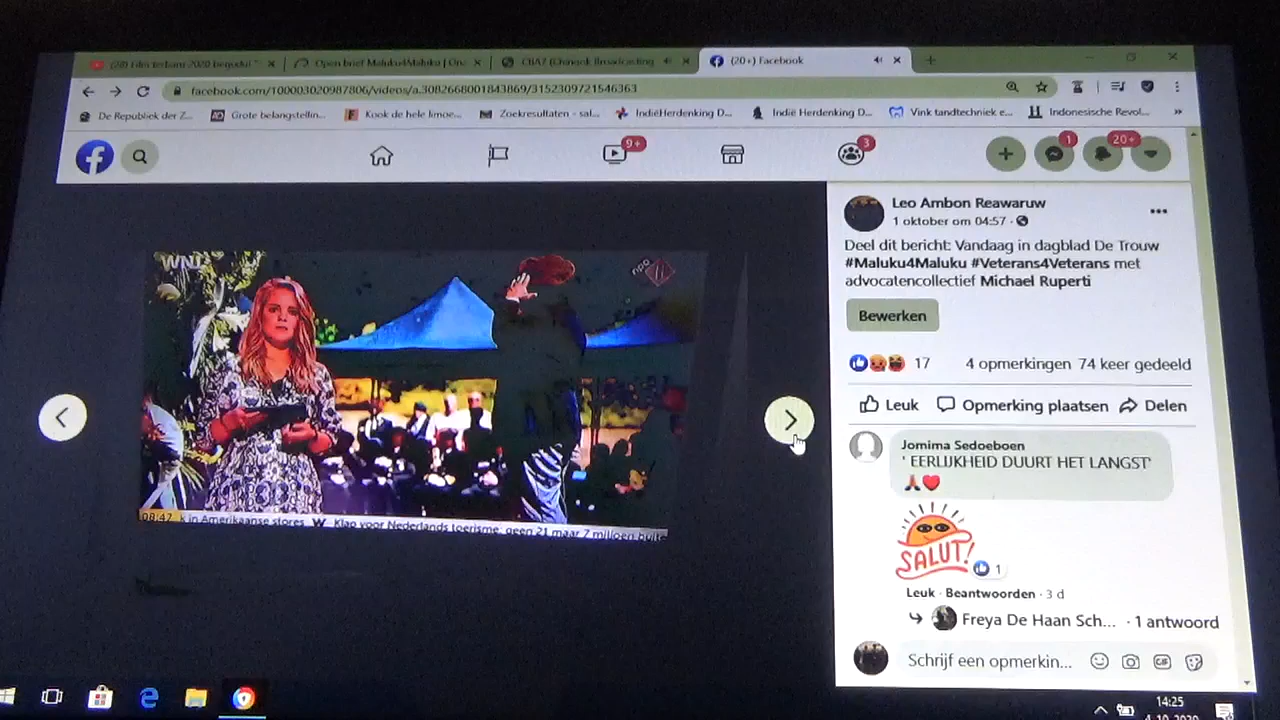 (20+) Facebook
facebook.com/100003020987806/videos/a.3082668001843869/3152309721546363
De Republiek der Z...
Grote belangstellin...
Kook de hele limoe...
Zoekresultaten - sal...
IndiëHerdenking D...
Indië Herdenking D...
Vink tandtechniek e...
Indonesische Revol...
9+
3
1
20+
Leo Ambon Reawaruw
1 oktober om 04:57
Deel dit bericht: Vandaag in dagblad De Trouw
#Maluku4Maluku #Veterans4Veterans met
advocatencollectief Michael Ruperti
Bewerken
17 4 opmerkingen 74 keer gedeeld
Leuk Opmerking plaatsen Delen
Jomima Sedoeboen
' EERLIJKHEID DUURT HET LANGST'
SALUT!
1
Leuk · Beantwoorden · 3 d
Freya De Haan Sch... · 1 antwoord
Schrijf een opmerkin...
GIF
WNL
npo
08:42 k in Amerikaanse stores W Klap voor Nederlands toerisme: geen 21 maar 7 miljoen buite
14:25